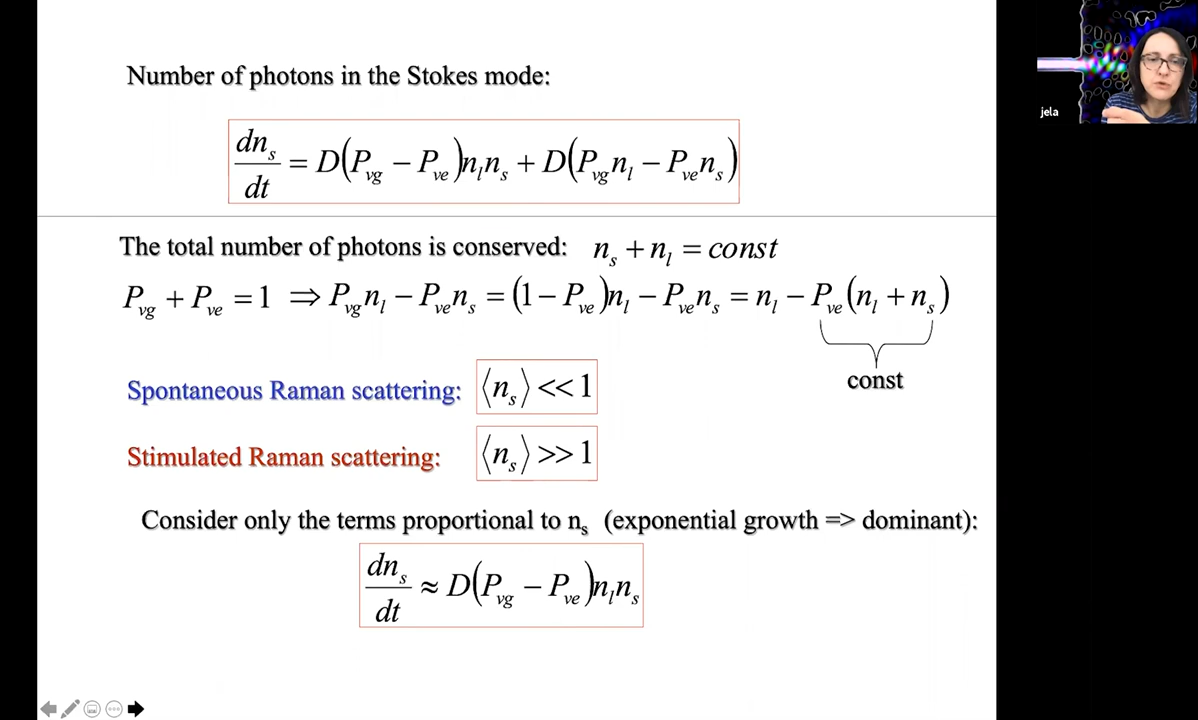 Number of photons in the Stokes mode:
dn_s/dt = D(P_vg − P_ve)n_l n_s + D(P_vg n_l − P_ve n_s)
The total number of photons is conserved: n_s + n_l = const
P_vg + P_ve = 1 ⇒ P_vg n_l − P_ve n_s = (1 − P_ve)n_l − P_ve n_s = n_l − P_ve(n_l + n_s)
const
Spontaneous Raman scattering: ⟨n_s⟩ << 1
Stimulated Raman scattering: ⟨n_s⟩ >> 1
Consider only the terms proportional to n_s (exponential growth => dominant):
dn_s/dt ≈ D(P_vg − P_ve)n_l n_s
jela